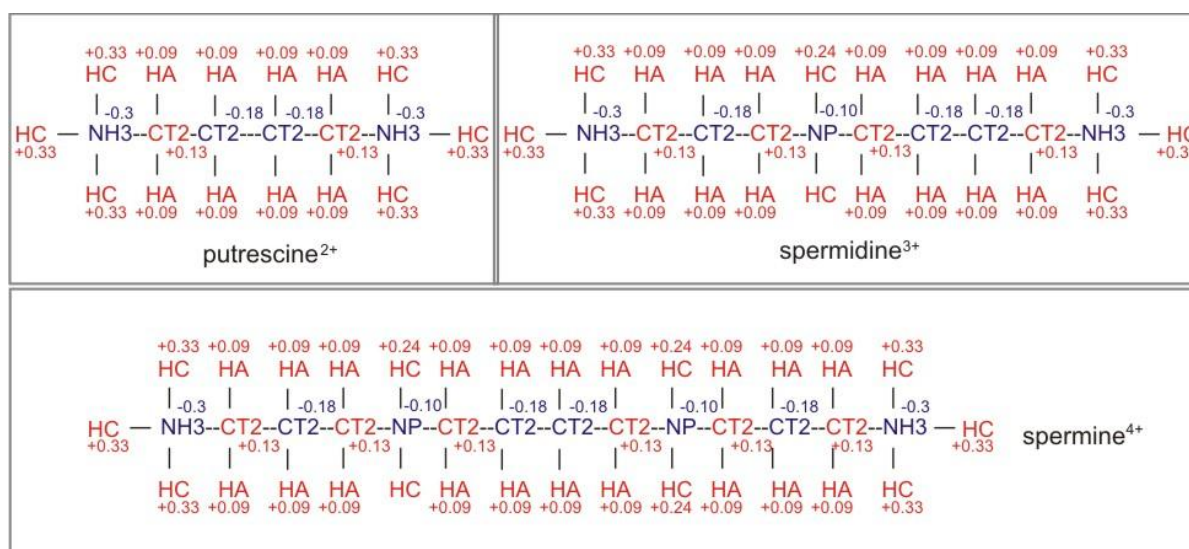 +0.33 +0.09 +0.09 +0.09 +0.09 +0.33
HC HA HA HA HA HC
-0.3 -0.18 -0.18 -0.3
HC NH3--CT2--CT2---CT2--CT2--NH3 HC
+0.33 +0.13 +0.13 +0.33
HC HA HA HA HA HC
+0.33 +0.09 +0.09 +0.09 +0.09 +0.33
putrescine2+
+0.33 +0.09 +0.09 +0.09 +0.24 +0.09 +0.09 +0.09 +0.09 +0.33
HC HA HA HA HC HA HA HA HA HC
-0.3 -0.18 -0.10 -0.18 -0.18 -0.3
HC NH3--CT2--CT2--CT2--NP--CT2--CT2--CT2--CT2--NH3 HC
+0.33 +0.13 +0.13 +0.13 +0.13
HC HA HA HA HC HA HA HA HA HC
+0.33 +0.09 +0.09 +0.09 +0.09 +0.09 +0.09 +0.09 +0.33
spermidine3+
+0.33 +0.09 +0.09 +0.09 +0.24 +0.09 +0.09 +0.09 +0.09 +0.24 +0.09 +0.09 +0.09 +0.33
HC HA HA HA HC HA HA HA HA HC HA HA HA HC
-0.3 -0.18 -0.10 -0.18 -0.18 -0.10 -0.18 -0.3
HC NH3--CT2--CT2--CT2--NP--CT2--CT2--CT2--CT2--NP--CT2--CT2--CT2--NH3 HC
+0.33 +0.13 +0.13 +0.13 +0.13 +0.13 +0.13 +0.33
spermine4+
HC HA HA HA HC HA HA HA HA HC HA HA HA HC
+0.33 +0.09 +0.09 +0.09 +0.09 +0.09 +0.09 +0.09 +0.24 +0.09 +0.09 +0.09 +0.33